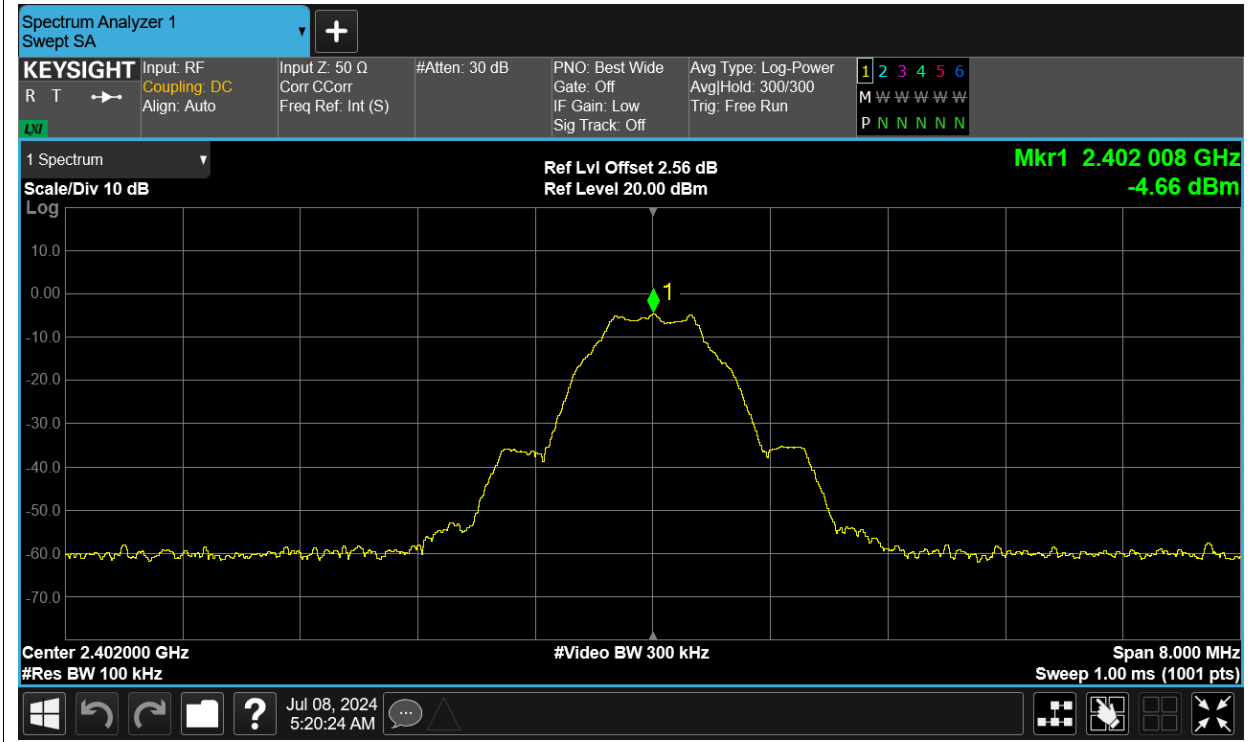 Spectrum Analyzer 1
Swept SA
+
KEYSIGHT
R T
LXI
Input: RF
Coupling: DC
Align: Auto
Input Z: 50 Ω
Corr CCorr
Freq Ref: Int (S)
#Atten: 30 dB
PNO: Best Wide
Gate: Off
IF Gain: Low
Sig Track: Off
Avg Type: Log-Power
Avg|Hold: 300/300
Trig: Free Run
1 2 3 4 5 6
M W W W W W
P N N N N N
1 Spectrum
Scale/Div 10 dB
Log
Ref Lvl Offset 2.56 dB
Ref Level 20.00 dBm
Mkr1 2.402 008 GHz
-4.66 dBm
10.0
0.00
1
-10.0
-20.0
-30.0
-40.0
-50.0
-60.0
-70.0
Center 2.402000 GHz
#Res BW 100 kHz
#Video BW 300 kHz
Span 8.000 MHz
Sweep 1.00 ms (1001 pts)
?
Jul 08, 2024
5:20:24 AM